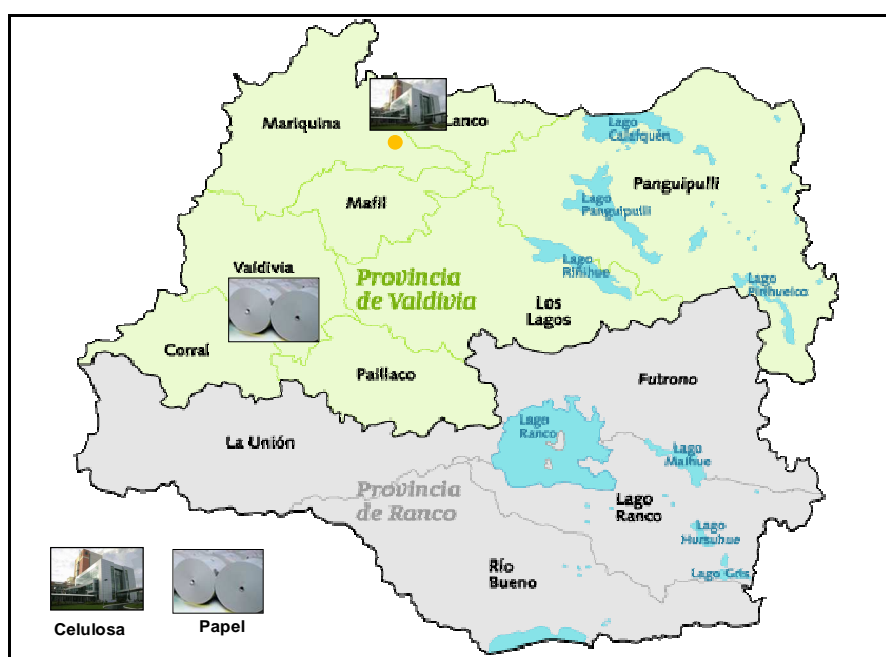 Mariquina
Lanco
Lago
Calafquén
Panguipulli
Lago
Panguipulli
Mafil
Valdivia
Provincia
de Valdivia
Lago
Riñihue
Lago
Pirihueico
Los
Lagos
Corral
Paillaco
Futrono
La Unión
Lago
Ranco
Lago
Maihue
Provincia
de Ranco
Lago
Ranco
Lago
Huishue
Lago Gris
Río
Bueno
Celulosa
Papel